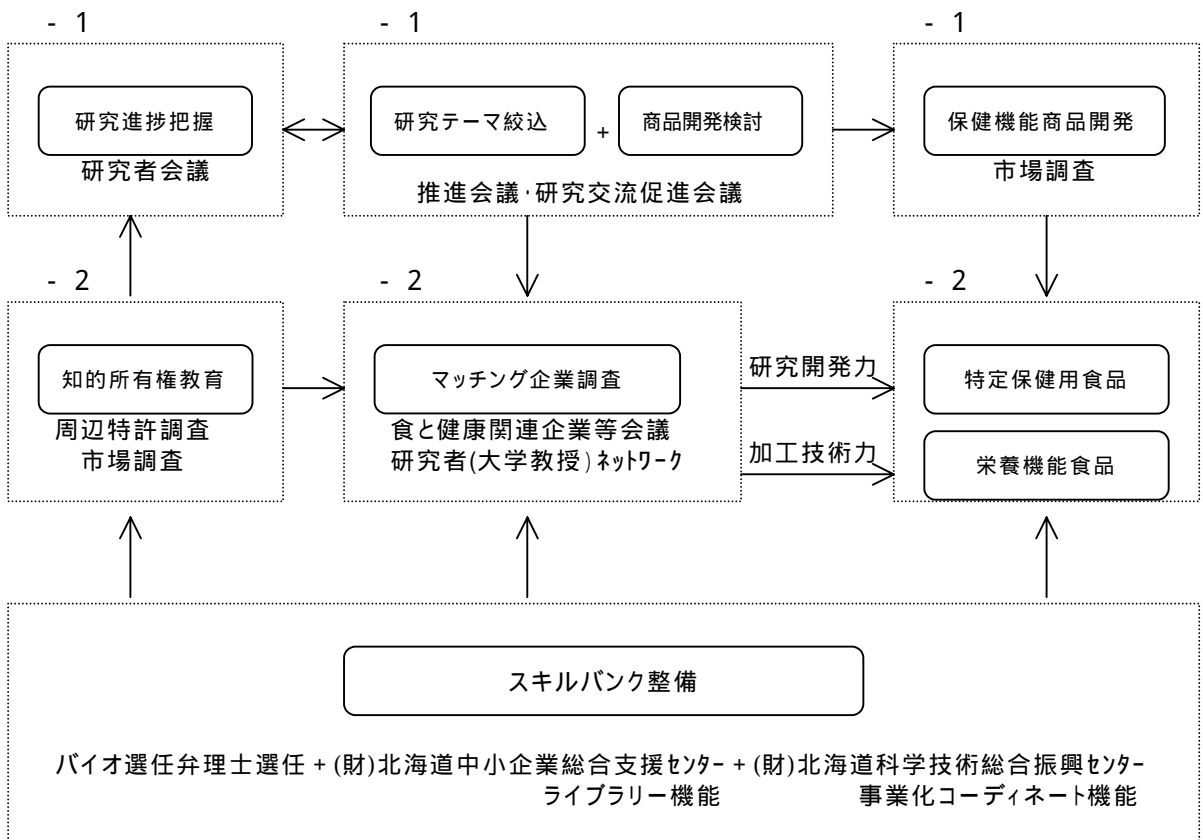 - 1
- 1
- 1
研究進捗把握
研究者会議
研究テーマ絞込
+
商品開発検討
推進会議・研究交流促進会議
保健機能商品開発
市場調査
- 2
- 2
- 2
知的所有権教育
周辺特許調査
市場調査
マッチング企業調査
食と健康関連企業等会議
研究者(大学教授)ﾈｯﾄﾜｰｸ
研究開発力
加工技術力
特定保健用食品
栄養機能食品
スキルバンク整備
バイオ選任弁理士選任 + (財)北海道中小企業総合支援ｾﾝﾀｰ + (財)北海道科学技術総合振興ｾﾝﾀｰ
ライブラリー機能
事業化コーディネート機能